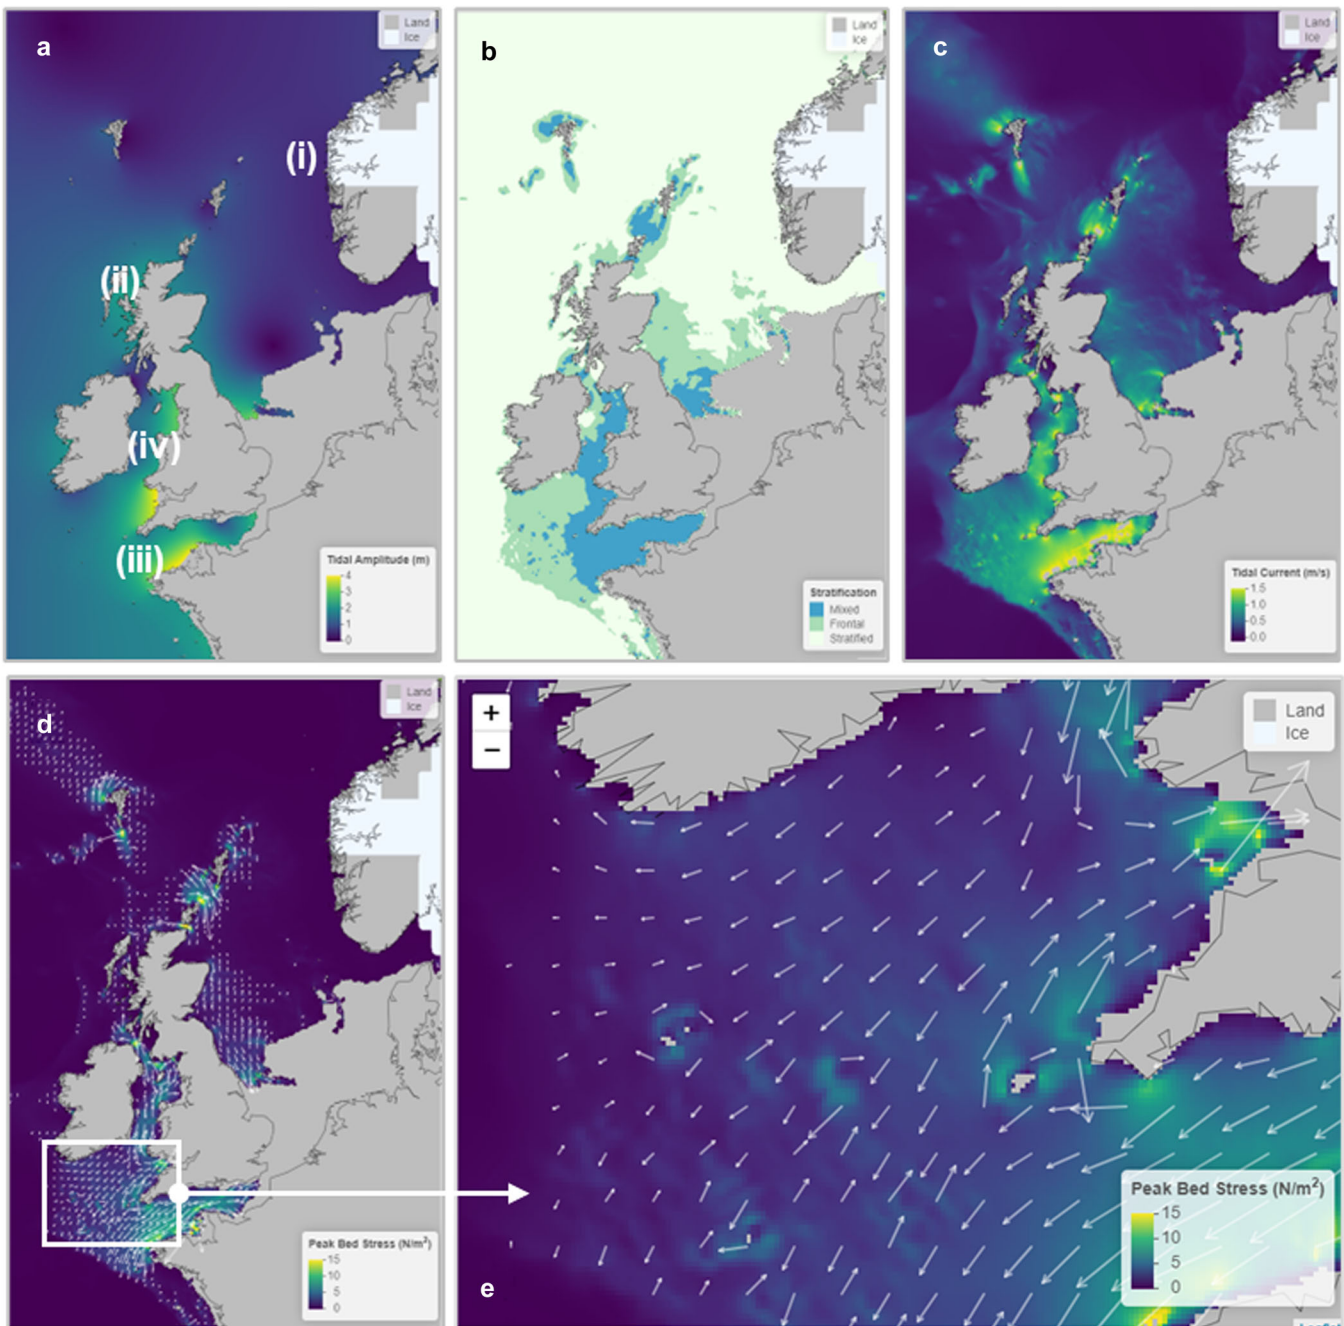 a
Land
Ice
(i)
(ii)
(iv)
(iii)
Tidal Amplitude (m)
4
3
2
1
0
b
Land
Ice
Stratification
Mixed
Frontal
Stratified
c
Land
Ice
Tidal Current (m/s)
1.5
1.0
0.5
0.0
d
Land
Ice
Peak Bed Stress (N/m²)
15
10
5
0
+
−
Land
Ice
Peak Bed Stress (N/m²)
15
10
5
0
e